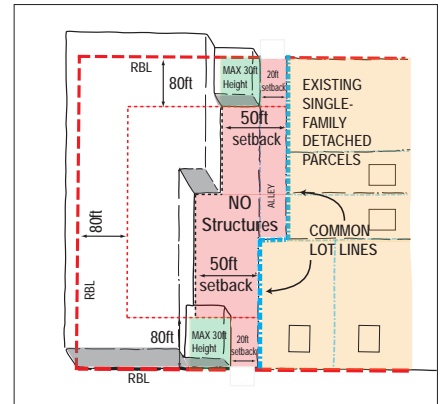 RBL
80ft
MAX 30ft
Height
20ft
setback
EXISTING
SINGLE-
FAMILY
DETACHED
PARCELS
50ft
setback
ALLEY
NO
Structures
80ft
COMMON
LOT LINES
50ft
setback
RBL
80ft
MAX 30ft
Height
20ft
setback
RBL